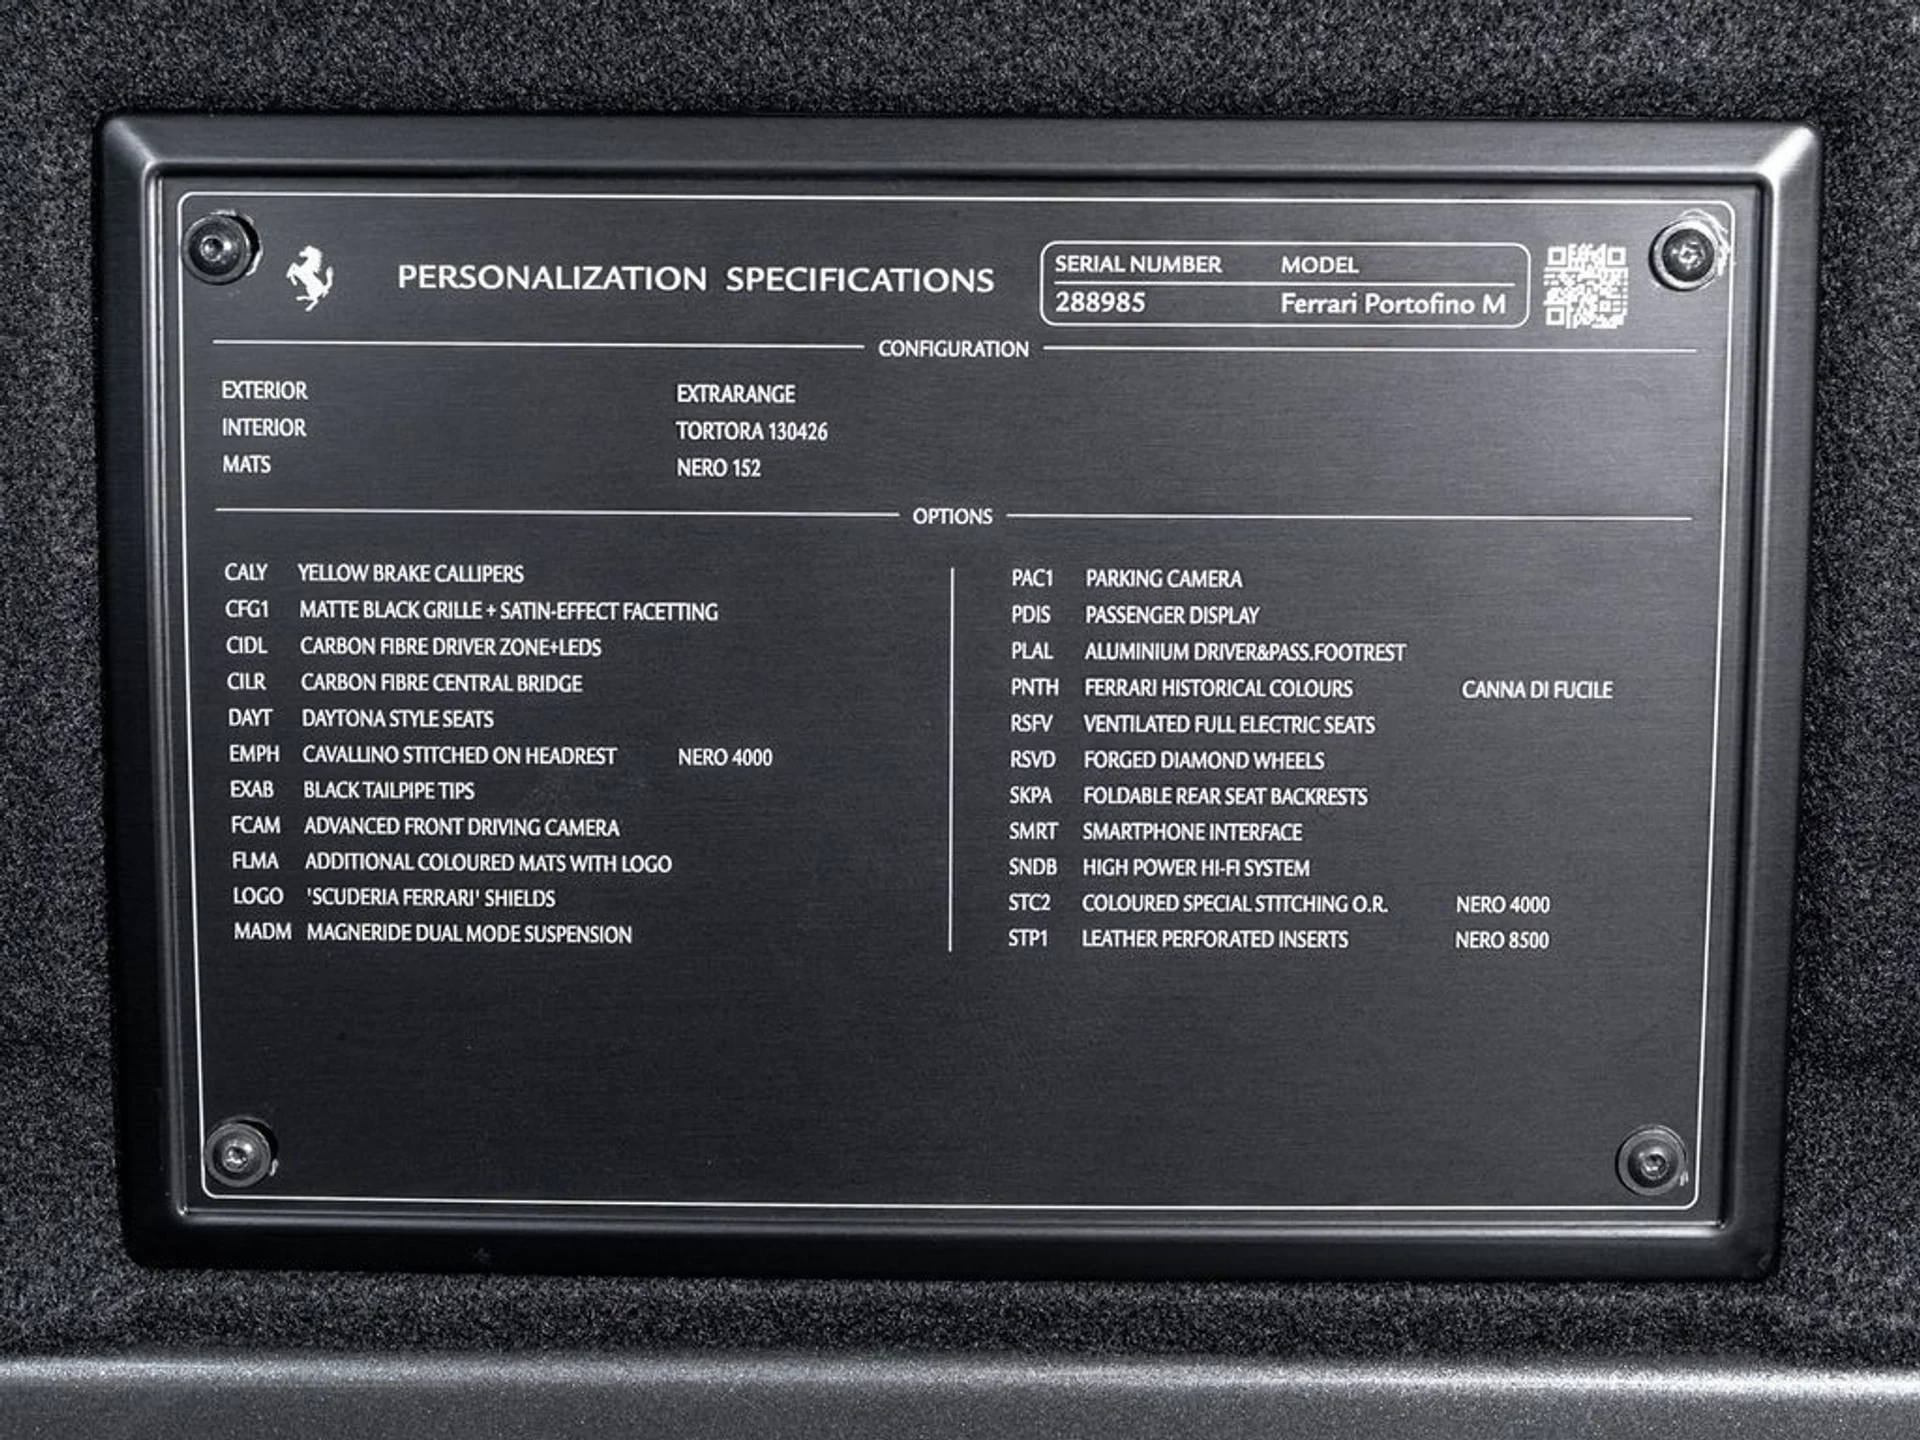 PERSONALIZATION SPECIFICATIONS
SERIAL NUMBER MODEL
288985 Ferrari Portofino M
CONFIGURATION
EXTERIOR EXTRARANGE
INTERIOR TORTORA 130426
MATS NERO 152
OPTIONS
CALY YELLOW BRAKE CALLIPERS
CFG1 MATTE BLACK GRILLE + SATIN-EFFECT FACETTING
CIDL CARBON FIBRE DRIVER ZONE+LEDS
CILR CARBON FIBRE CENTRAL BRIDGE
DAYT DAYTONA STYLE SEATS
EMPH CAVALLINO STITCHED ON HEADREST NERO 4000
EXAB BLACK TAILPIPE TIPS
FCAM ADVANCED FRONT DRIVING CAMERA
FLMA ADDITIONAL COLOURED MATS WITH LOGO
LOGO 'SCUDERIA FERRARI' SHIELDS
MADM MAGNERIDE DUAL MODE SUSPENSION
PAC1 PARKING CAMERA
PDIS PASSENGER DISPLAY
PLAL ALUMINIUM DRIVER&PASS.FOOTREST
PNTH FERRARI HISTORICAL COLOURS CANNA DI FUCILE
RSFV VENTILATED FULL ELECTRIC SEATS
RSVD FORGED DIAMOND WHEELS
SKPA FOLDABLE REAR SEAT BACKRESTS
SMRT SMARTPHONE INTERFACE
SNDB HIGH POWER HI-FI SYSTEM
STC2 COLOURED SPECIAL STITCHING O.R. NERO 4000
STP1 LEATHER PERFORATED INSERTS NERO 8500